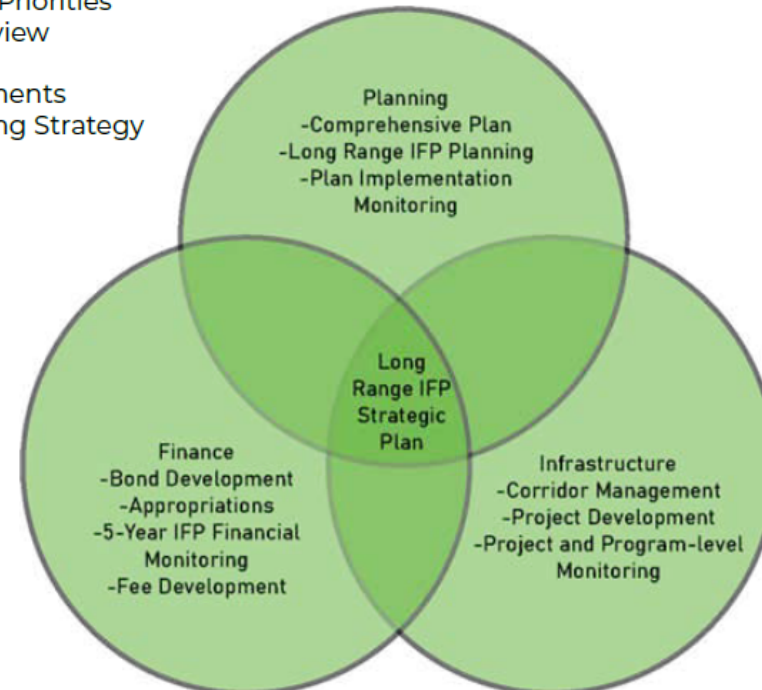 Priorities
view
ments
ng Strategy
Planning
-Comprehensive Plan
-Long Range IFP Planning
-Plan Implementation
Monitoring
Long
Range IFP
Strategic
Plan
Finance
-Bond Development
-Appropriations
-5-Year IFP Financial
Monitoring
-Fee Development
Infrastructure
-Corridor Management
-Project Development
-Project and Program-level
Monitoring